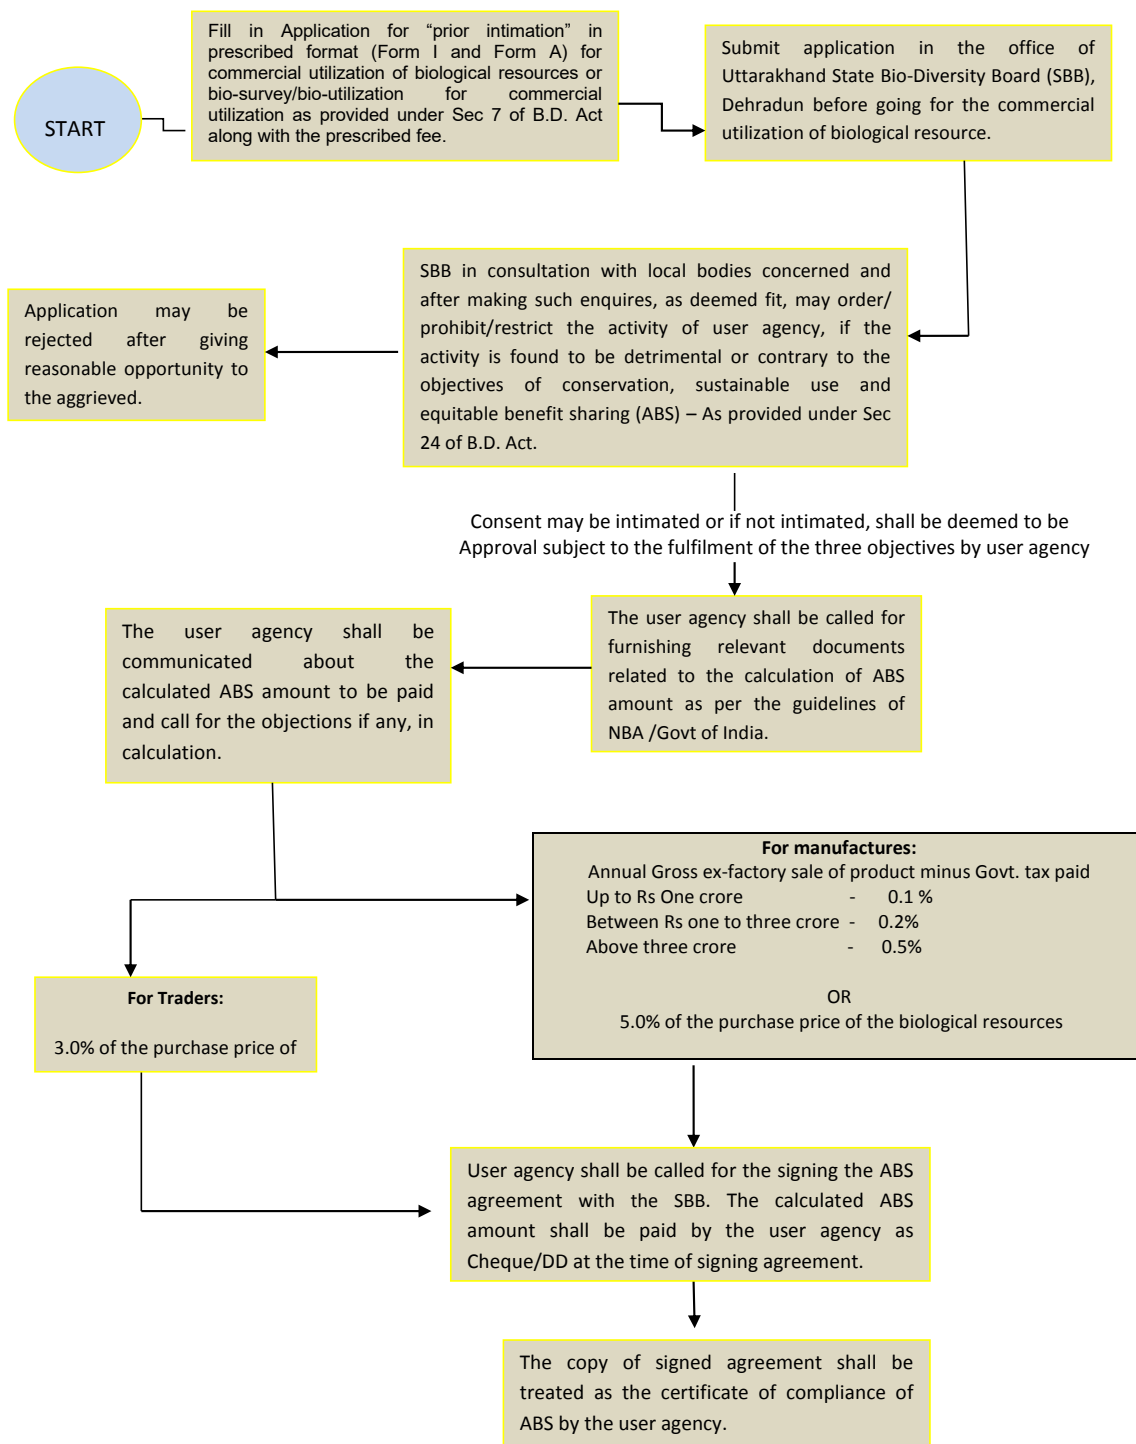 START
Fill in Application for “prior intimation” in
prescribed format (Form I and Form A) for
commercial utilization of biological resources or
bio-survey/bio-utilization for commercial
utilization as provided under Sec 7 of B.D. Act
along with the prescribed fee.
Submit application in the office of
Uttarakhand State Bio-Diversity Board (SBB),
Dehradun before going for the commercial
utilization of biological resource.
SBB in consultation with local bodies concerned and
after making such enquires, as deemed fit, may order/
prohibit/restrict the activity of user agency, if the
activity is found to be detrimental or contrary to the
objectives of conservation, sustainable use and
equitable benefit sharing (ABS) – As provided under Sec
24 of B.D. Act.
Application may be
rejected after giving
reasonable opportunity to
the aggrieved.
Consent may be intimated or if not intimated, shall be deemed to be
Approval subject to the fulfilment of the three objectives by user agency
The user agency shall be called for
furnishing relevant documents
related to the calculation of ABS
amount as per the guidelines of
NBA /Govt of India.
The user agency shall be
communicated about the
calculated ABS amount to be paid
and call for the objections if any, in
calculation.
For manufactures:
Annual Gross ex-factory sale of product minus Govt. tax paid
Up to Rs One crore - 0.1 %
Between Rs one to three crore - 0.2%
Above three crore - 0.5%
OR
5.0% of the purchase price of the biological resources
For Traders:
3.0% of the purchase price of
User agency shall be called for the signing the ABS
agreement with the SBB. The calculated ABS
amount shall be paid by the user agency as
Cheque/DD at the time of signing agreement.
The copy of signed agreement shall be
treated as the certificate of compliance of
ABS by the user agency.